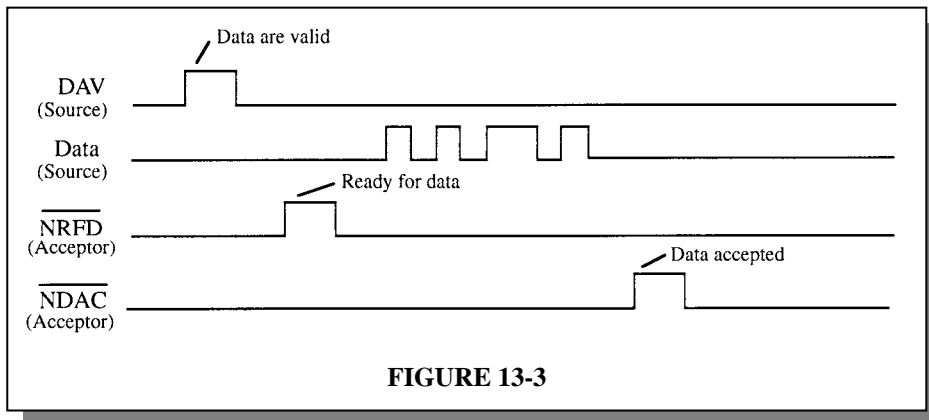 Data are valid
DAV
(Source)
Data
(Source)
Ready for data
NRFD
(Acceptor)
Data accepted
NDAC
(Acceptor)
FIGURE 13-3